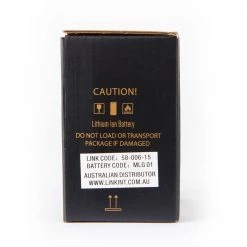 CAUTION!
Lithium Ion Battery
DO NOT LOAD OR TRANSPORT
PACKAGE IF DAMAGED
LINK CODE: 58-006-15
BATTERY CODE: MLG 01
AUSTRALIAN DISTRIBUTOR
WWW.LINKINT.COM.AU